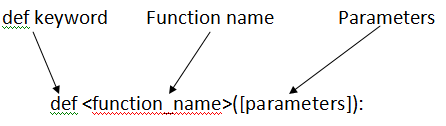 def keyword Function name Parameters
def <function_name>([parameters]):